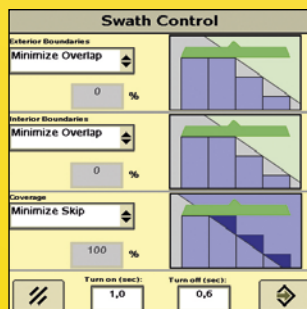 Swath Control
Exterior Boundaries
Minimize Overlap
0 %
Interior Boundaries
Minimize Overlap
0 %
Coverage
Minimize Skip
100 %
Turn on (sec): Turn off (sec):
1,0 0,6